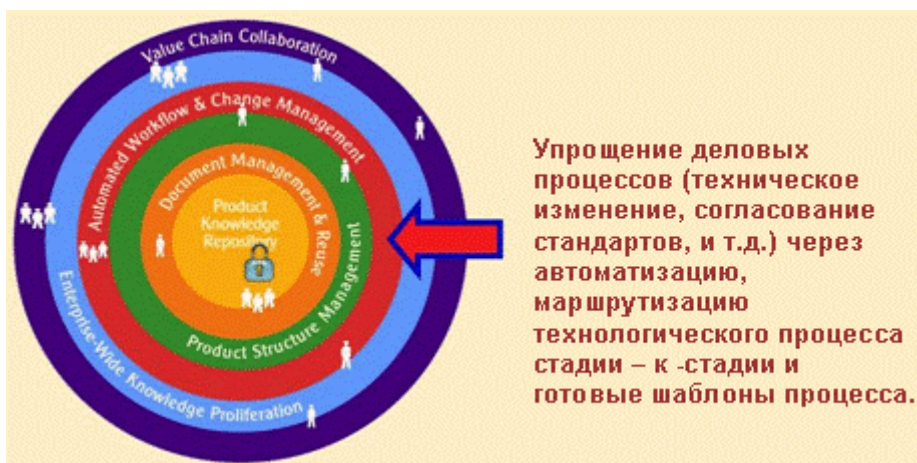 Value Chain Collaboration
Automated Workflow & Change Management
Document Management & Reuse
Product
Knowledge
Repository
Product Structure Management
Enterprise-Wide Knowledge Proliferation
Упрощение деловых
процессов (техническое
изменение, согласование
стандартов, и т.д.) через
автоматизацию,
маршрутизацию
технологического процесса
стадии – к -стадии и
готовые шаблоны процесса.